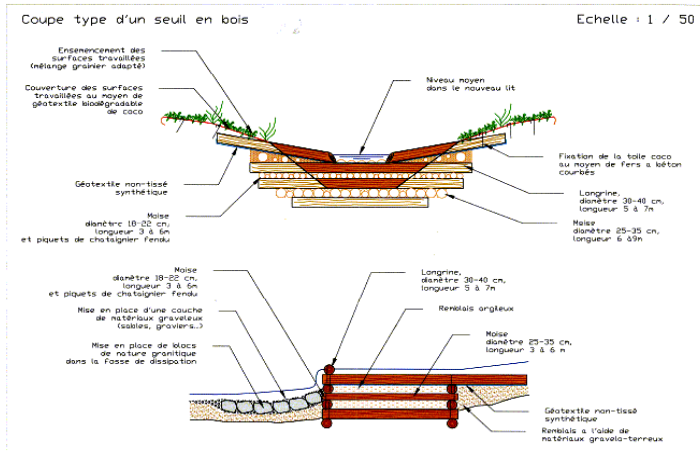 Coupe type d'un seuil en bois
Echelle : 1 / 50
Ensemencement des
surfaces travaillées
(mélange grainier adapté)
Couverture des surfaces
travaillées au moyen de
géotextile biodégradable
de coco
Géotextile non-tissé
synthétique
Moise
diamètre 18-22 cm,
longueur 3 à 6m
et piquets de chataignier fendu
Niveau moyen
dans le nouveau lit
Fixation de la toile coco
au moyen de fers a béton
courbés
Longrine,
diamètre 30-40 cm,
longueur 5 à 7m
Moise
diamètre 25-35 cm,
longueur 6 à9m
Moise
diamètre 18-22 cm,
longueur 3 à 6m
et piquets de chataignier fendu
Mise en place d'une couche
de matériaux graveleux
(sables, graviers..)
Mise en place de blocs
de nature granitique
dans la fosse de dissipation
Longrine,
diamètre 30-40 cm,
longueur 5 à 7m
Remblais argileux
Moise
diamètre 25-35 cm,
longueur 3 à 6 m
Géotextile non-tissé
synthétique
Remblais a l'aide de
matériaux gravelo-terreux